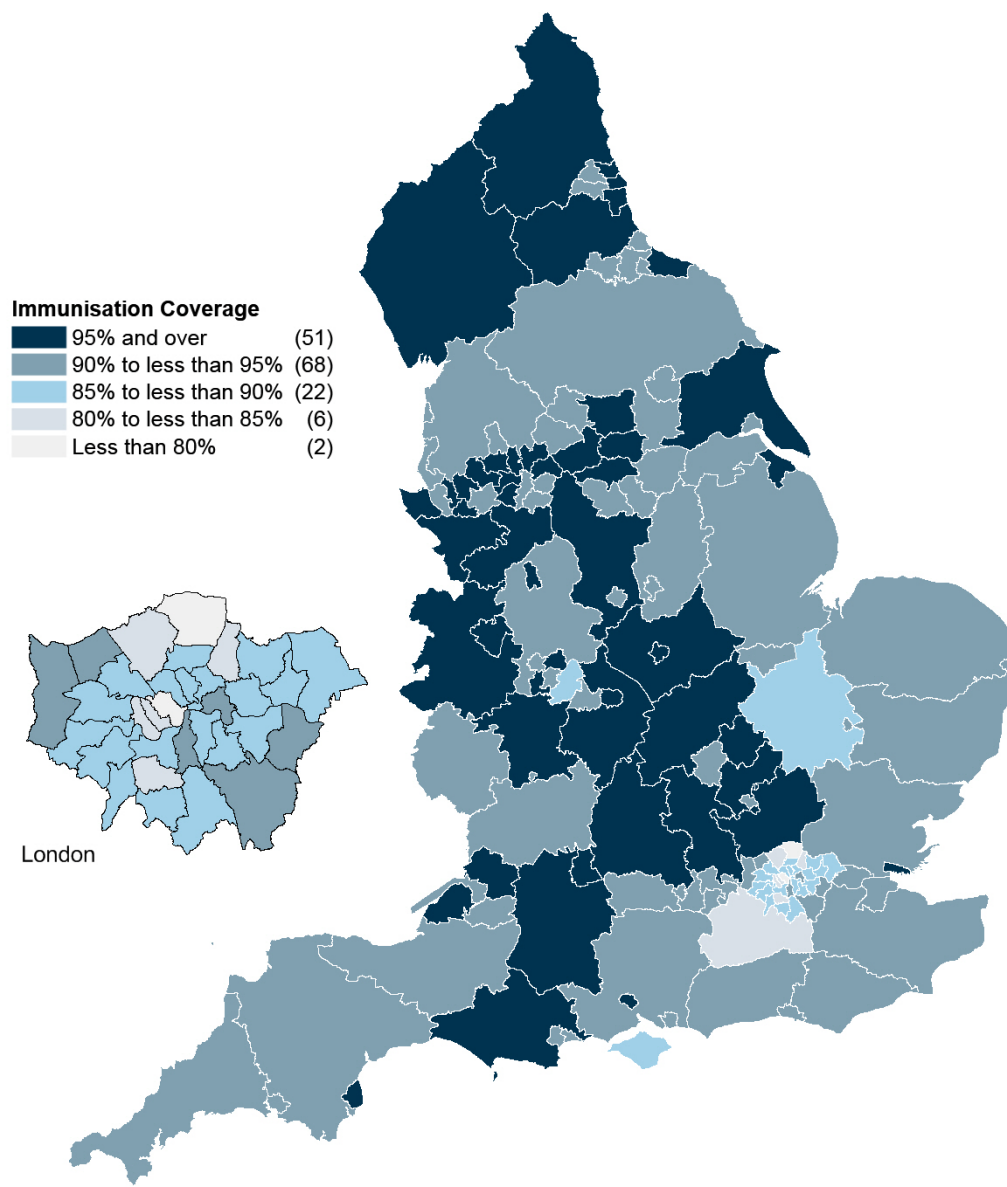 Immunisation Coverage
95% and over (51)
90% to less than 95% (68)
85% to less than 90% (22)
80% to less than 85% (6)
Less than 80% (2)
London